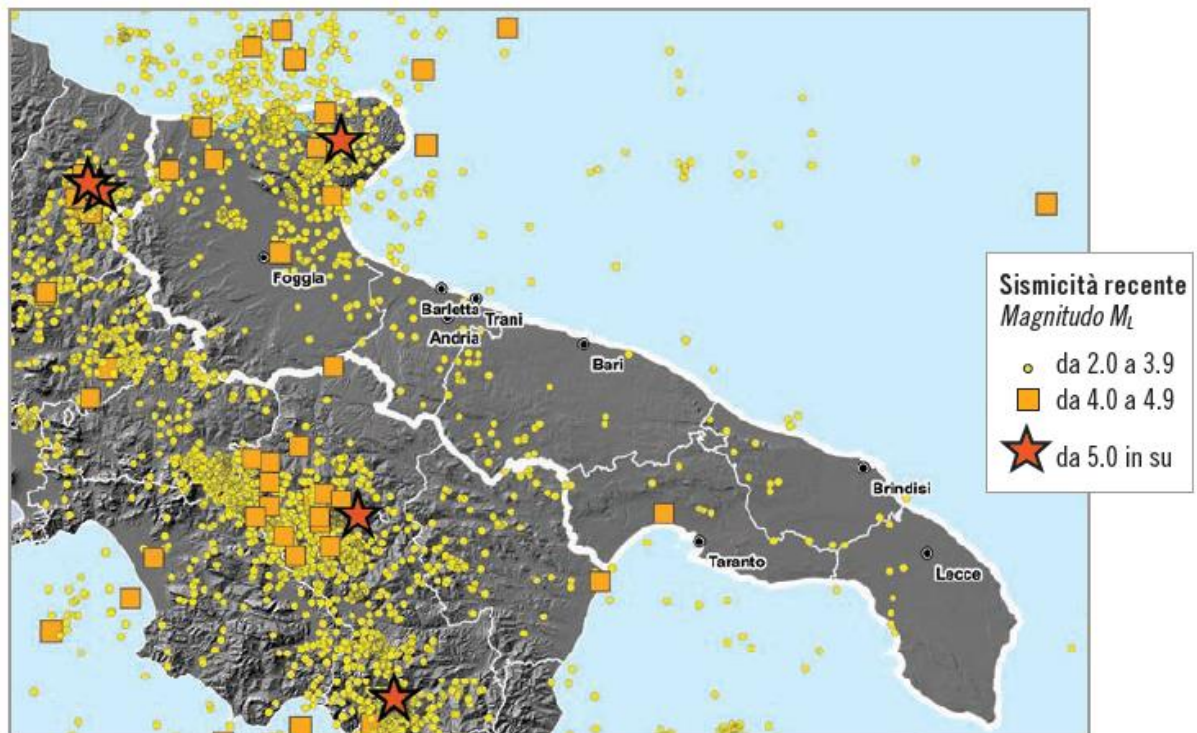 Foggia
Barletta
Trani
Andria
Bari
Brindisi
Taranto
Lecce
Sismicità recente
Magnitudo ML
da 2.0 a 3.9
da 4.0 a 4.9
da 5.0 in su